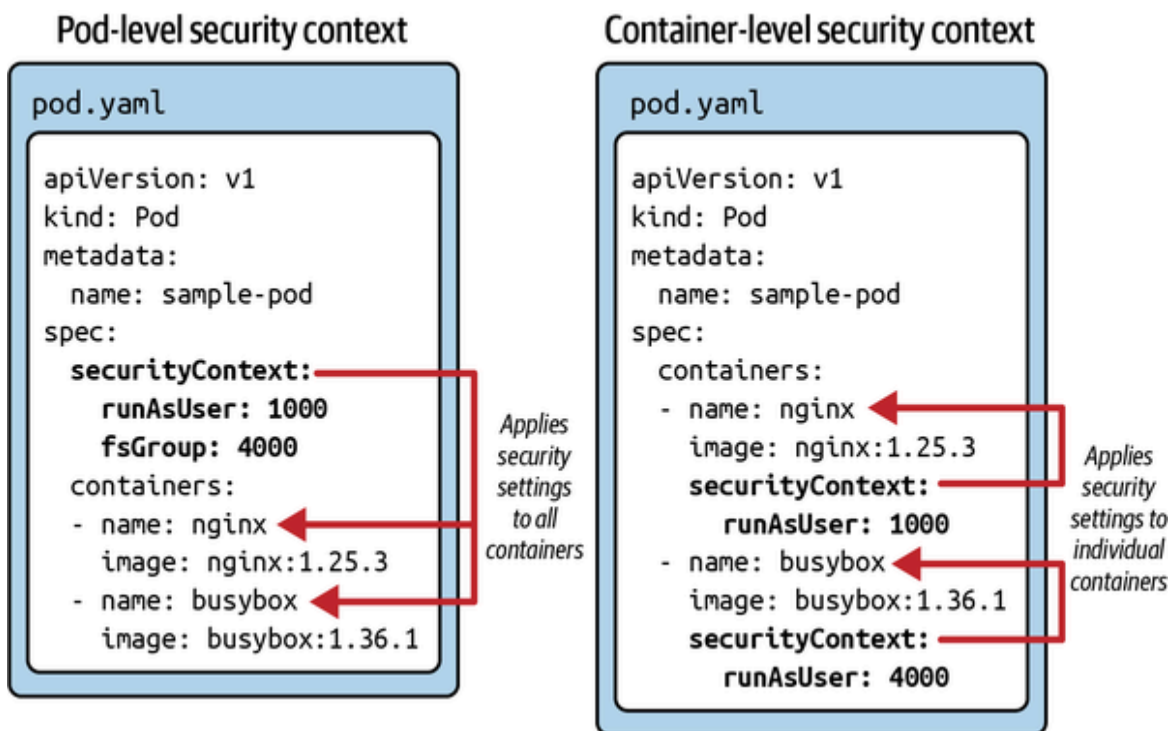 Pod-level security context
pod.yaml
apiVersion: v1
kind: Pod
metadata:
  name: sample-pod
spec:
  securityContext:
    runAsUser: 1000
    fsGroup: 4000
  containers:
  - name: nginx
    image: nginx:1.25.3
  - name: busybox
    image: busybox:1.36.1
Applies
security
settings
to all
containers
Container-level security context
pod.yaml
apiVersion: v1
kind: Pod
metadata:
  name: sample-pod
spec:
  containers:
  - name: nginx
    image: nginx:1.25.3
    securityContext:
      runAsUser: 1000
  - name: busybox
    image: busybox:1.36.1
    securityContext:
      runAsUser: 4000
Applies
security
settings to
individual
containers